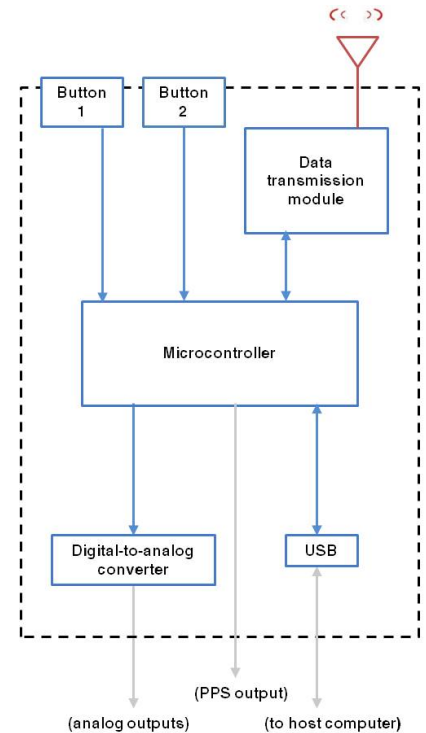 Button
1
Button
2
Data
transmission
module
Microcontroller
Digital-to-analog
converter
USB
(PPS output)
(analog outputs)
(to host computer)